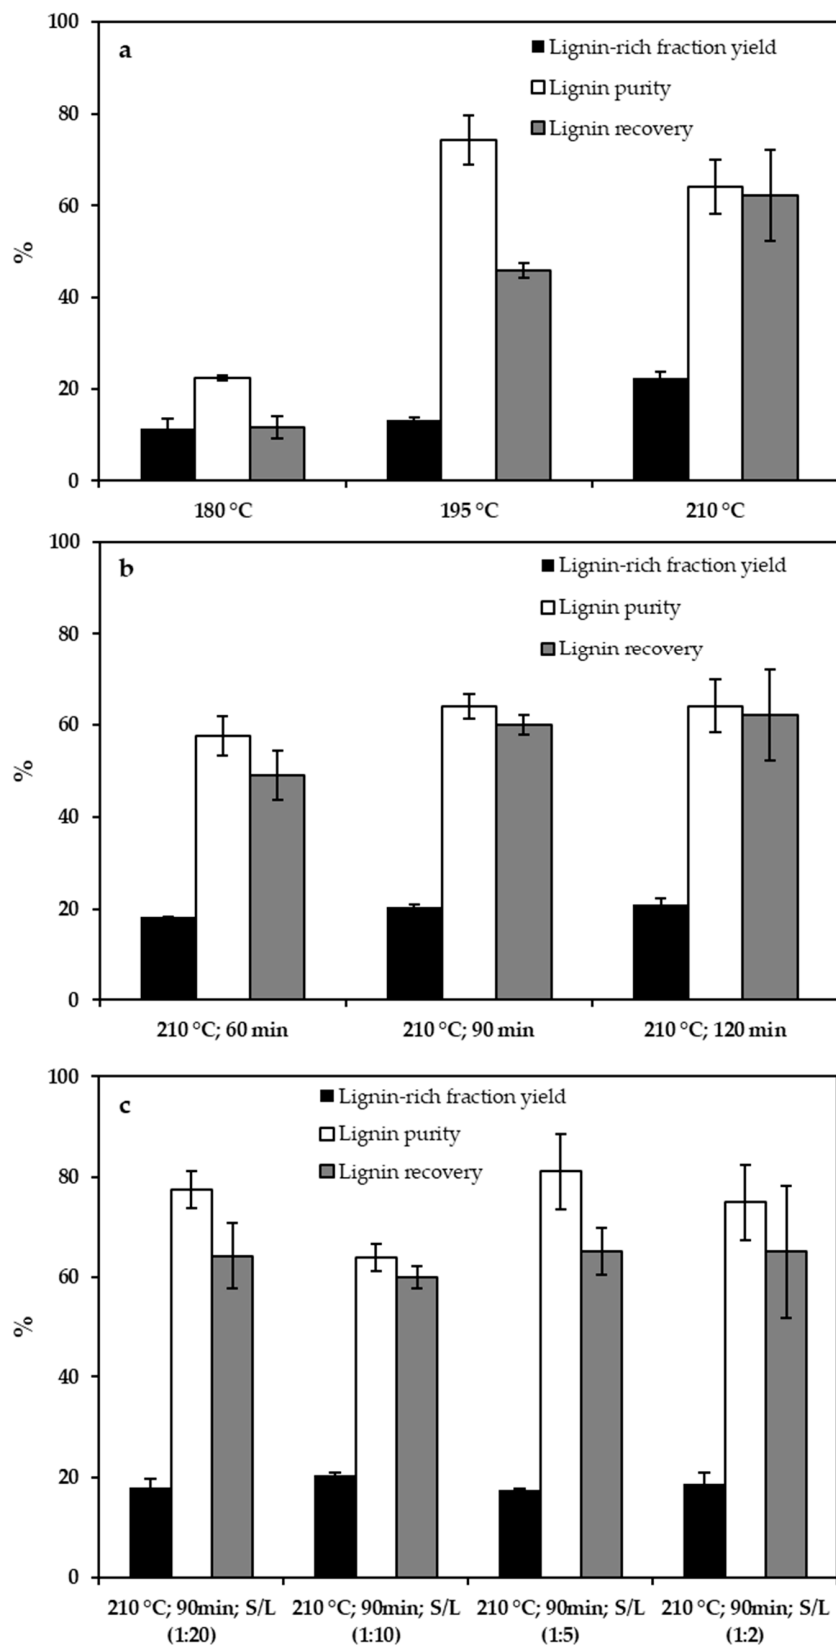 100
a
Lignin-rich fraction yield
Lignin purity
Lignin recovery
80
60
%
40
20
0
180 °C 195 °C 210 °C
100
b
Lignin-rich fraction yield
Lignin purity
Lignin recovery
80
60
%
40
20
0
210 °C; 60 min 210 °C; 90 min 210 °C; 120 min
100
c
Lignin-rich fraction yield
Lignin purity
Lignin recovery
80
60
%
40
20
0
210 °C; 90min; S/L 210 °C; 90min; S/L 210 °C; 90min; S/L 210 °C; 90min; S/L
(1:20) (1:10) (1:5) (1:2)